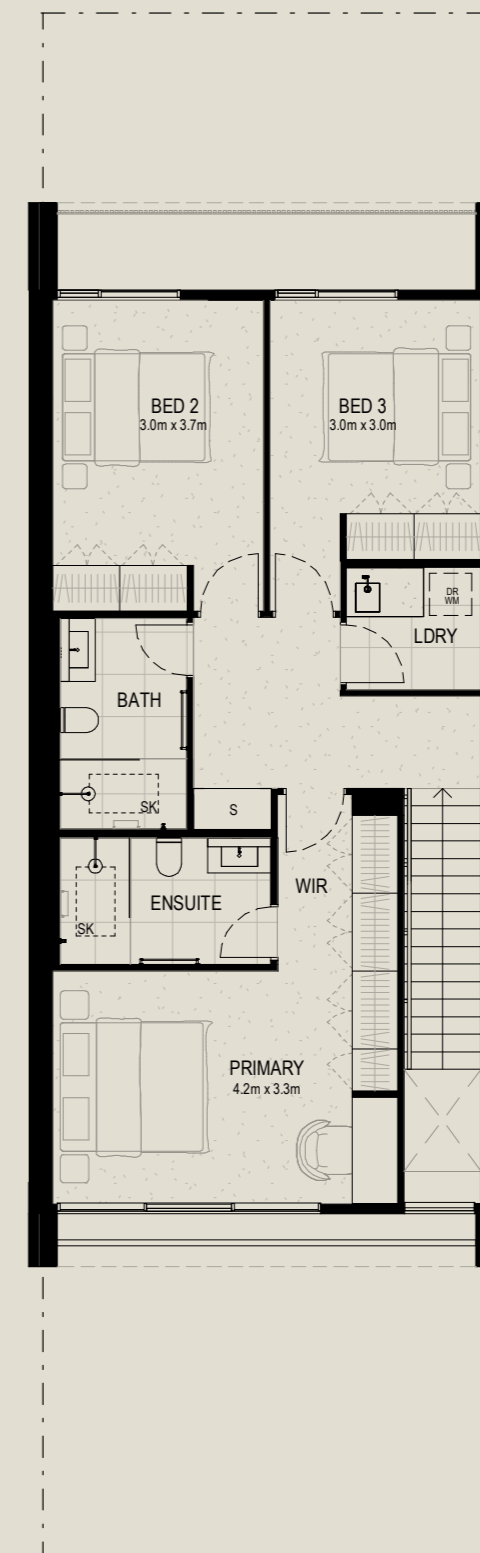 BED 2
3.0m x 3.7m
BED 3
3.0m x 3.0m
DR
WM
LDRY
BATH
SK
S
WIR
ENSUITE
SK
PRIMARY
4.2m x 3.3m